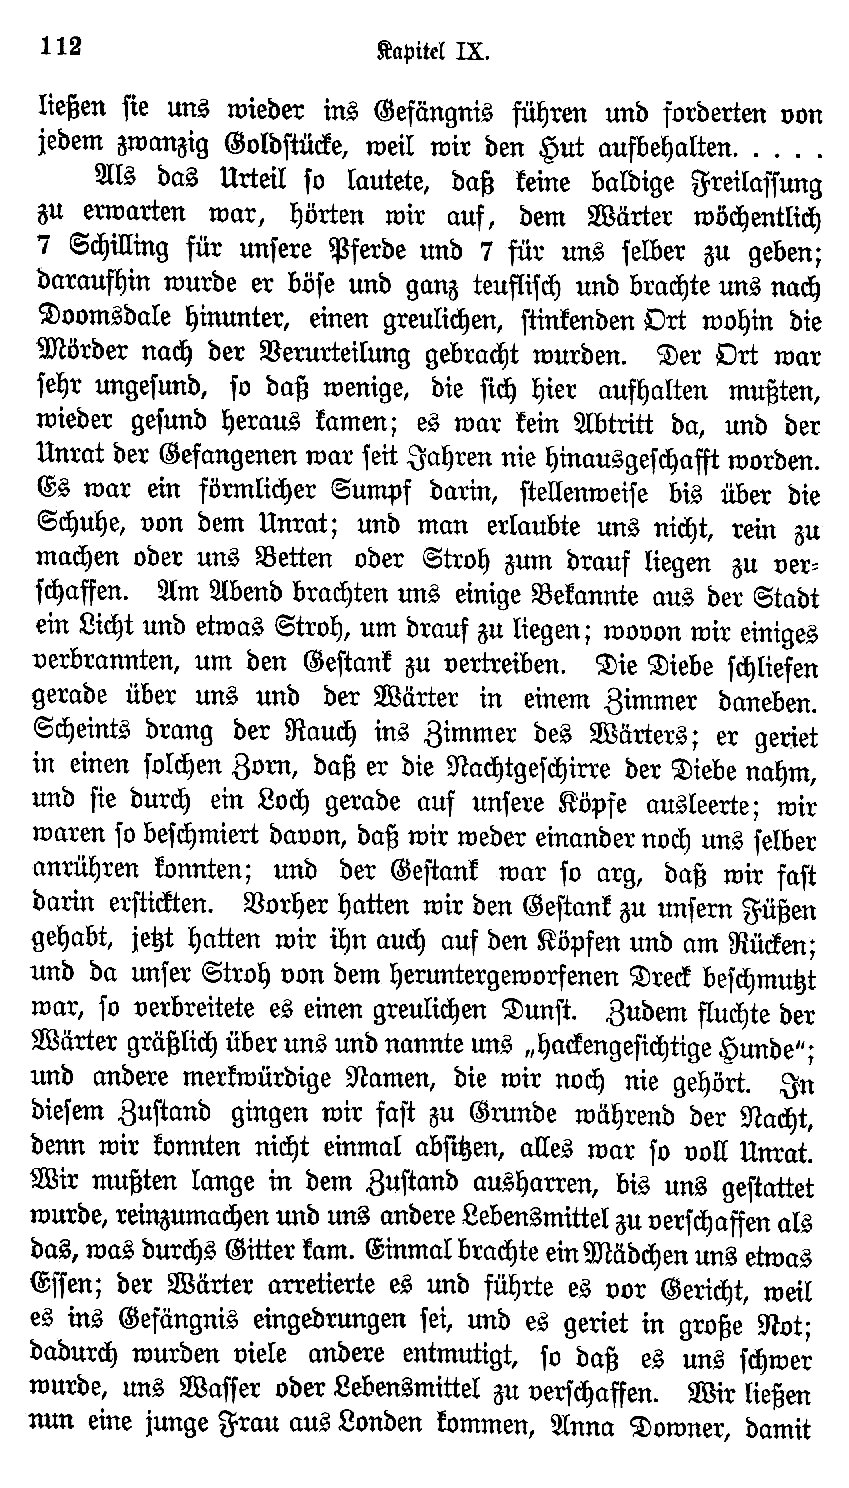 112
Kapitel IX.
ließen sie uns wieder ins Gefängnis führen und forderten von
jedem zwanzig Goldstücke, weil wir den Hut aufbehalten. . . . .
Als das Urteil so lautete, daß keine baldige Freilassung
zu erwarten war, hörten wir auf, dem Wärter wöchentlich
7 Schilling für unsere Pferde und 7 für uns selber zu geben;
daraufhin wurde er böse und ganz teuflisch und brachte uns nach
Doomsdale hinunter, einen greulichen, stinkenden Ort wohin die
Mörder nach der Verurteilung gebracht wurden. Der Ort war
sehr ungesund, so daß wenige, die sich hier aufhalten mußten,
wieder gesund heraus kamen; es war kein Abtritt da, und der
Unrat der Gefangenen war seit Jahren nie hinausgeschafft worden.
Es war ein förmlicher Sumpf darin, stellenweise bis über die
Schuhe, von dem Unrat; und man erlaubte uns nicht, rein zu
machen oder uns Betten oder Stroh zum drauf liegen zu ver-
schaffen. Am Abend brachten uns einige Bekannte aus der Stadt
ein Licht und etwas Stroh, um drauf zu liegen; wovon wir einiges
verbrannten, um den Gestank zu vertreiben. Die Diebe schliefen
gerade über uns und der Wärter in einem Zimmer daneben.
Scheints drang der Rauch ins Zimmer des Wärters; er geriet
in einen solchen Zorn, daß er die Nachtgeschirre der Diebe nahm,
und sie durch ein Loch gerade auf unsere Köpfe ausleerte; wir
waren so beschmiert davon, daß wir weder einander noch uns selber
anrühren konnten; und der Gestank war so arg, daß wir fast
darin erstickten. Vorher hatten wir den Gestank zu unsern Füßen
gehabt, jetzt hatten wir ihn auch auf den Köpfen und am Rücken;
und da unser Stroh von dem heruntergeworfenen Dreck beschmutzt
war, so verbreitete es einen greulichen Dunst. Zudem fluchte der
Wärter gräßlich über uns und nannte uns „hackengesichtige Hunde“;
und andere merkwürdige Namen, die wir noch nie gehört. In
diesem Zustand gingen wir fast zu Grunde während der Nacht,
denn wir konnten nicht einmal absitzen, alles war so voll Unrat.
Wir mußten lange in dem Zustand ausharren, bis uns gestattet
wurde, reinzumachen und uns andere Lebensmittel zu verschaffen als
das, was durchs Gitter kam. Einmal brachte ein Mädchen uns etwas
Essen; der Wärter arretierte es und führte es vor Gericht, weil
es ins Gefängnis eingedrungen sei, und es geriet in große Not;
dadurch wurden viele andere entmutigt, so daß es uns schwer
wurde, uns Wasser oder Lebensmittel zu verschaffen. Wir ließen
nun eine junge Frau aus Londen kommen, Anna Downer, damit